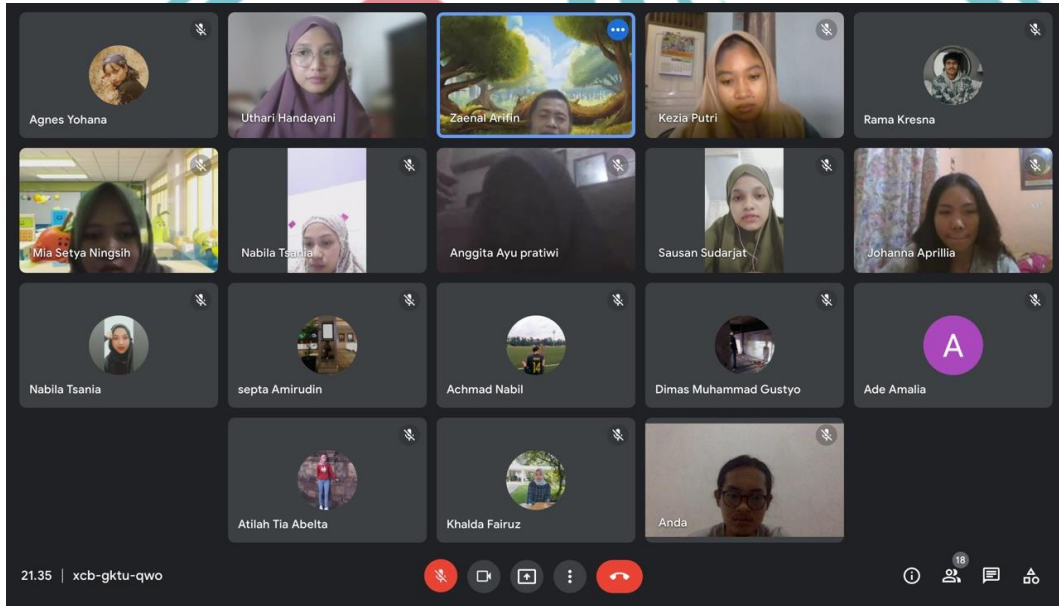 Agnes Yohana
Uthari Handayani
Zaenal Arifin
Kezia Putri
Rama Kresna
Mia Setya Ningsih
Nabila Tsania
Anggita Ayu pratiwi
Sausan Sudarjat
Johanna Aprillia
Nabila Tsania
septa Amirudin
Achmad Nabil
14
Dimas Muhammad Gustyo
A
Ade Amalia
Atilah Tia Abelta
Khalda Fairuz
Anda
21.35 | xcb-gktu-qwo
18